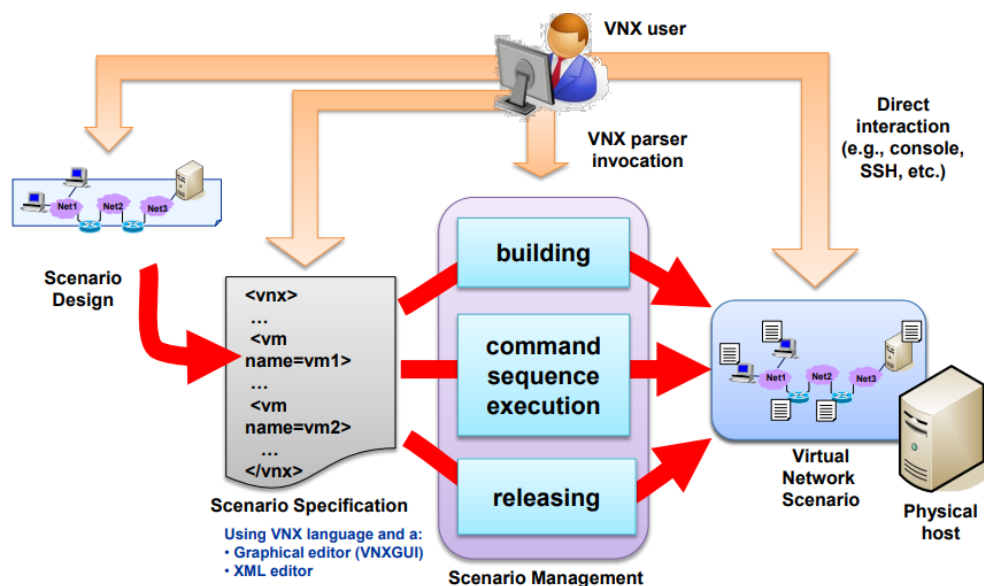 VNX user
VNX parser
invocation
Direct
interaction
(e.g., console,
SSH, etc.)
Net1
Net2
Net3
Scenario
Design
<vnx>
…
<vm
name=vm1>
…
<vm
name=vm2>
…
</vnx>
Scenario Specification
Using VNX language and a:
• Graphical editor (VNXGUI)
• XML editor
building
command
sequence
execution
releasing
Scenario Management
Net1
Net2
Net3
Virtual
Network
Scenario
Physical
host